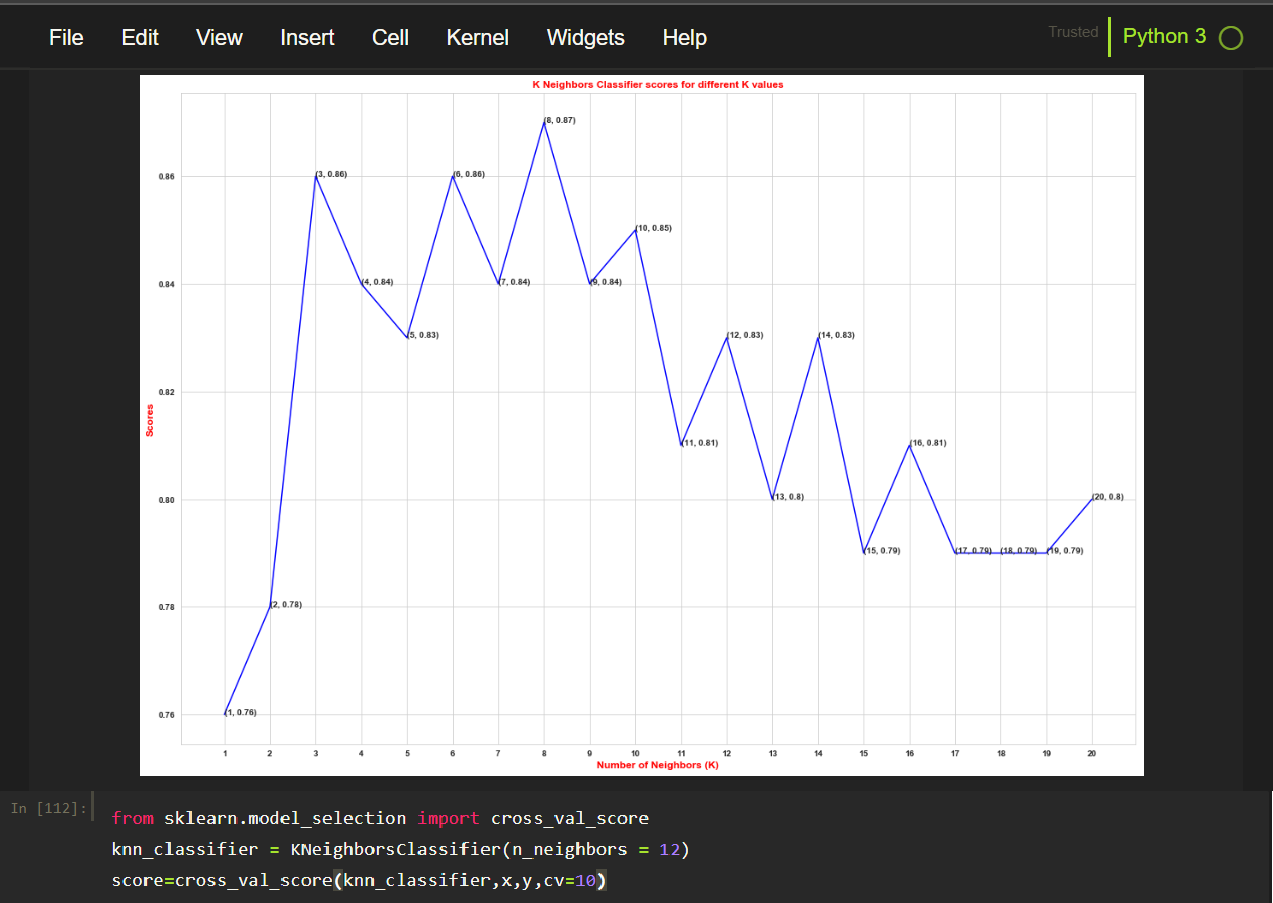 File Edit View Insert Cell Kernel Widgets Help Trusted Python 3
K Neighbors Classifier scores for different K values
(8, 0.87)
0.86 (3, 0.86) (6, 0.86)
(10, 0.85)
0.84 (4, 0.84) (7, 0.84) (9, 0.84)
(5, 0.83) (12, 0.83) (14, 0.83)
0.82
Scores
(11, 0.81) (16, 0.81)
0.80 (13, 0.8) (20, 0.8)
(15, 0.79) (17, 0.79) (18, 0.79) (19, 0.79)
0.78 (2, 0.78)
0.76 (1, 0.76)
1 2 3 4 5 6 7 8 9 10 11 12 13 14 15 16 17 18 19 20
Number of Neighbors (K)
In [112]: from sklearn.model_selection import cross_val_score
knn_classifier = KNeighborsClassifier(n_neighbors = 12)
score=cross_val_score(knn_classifier,x,y,cv=10)